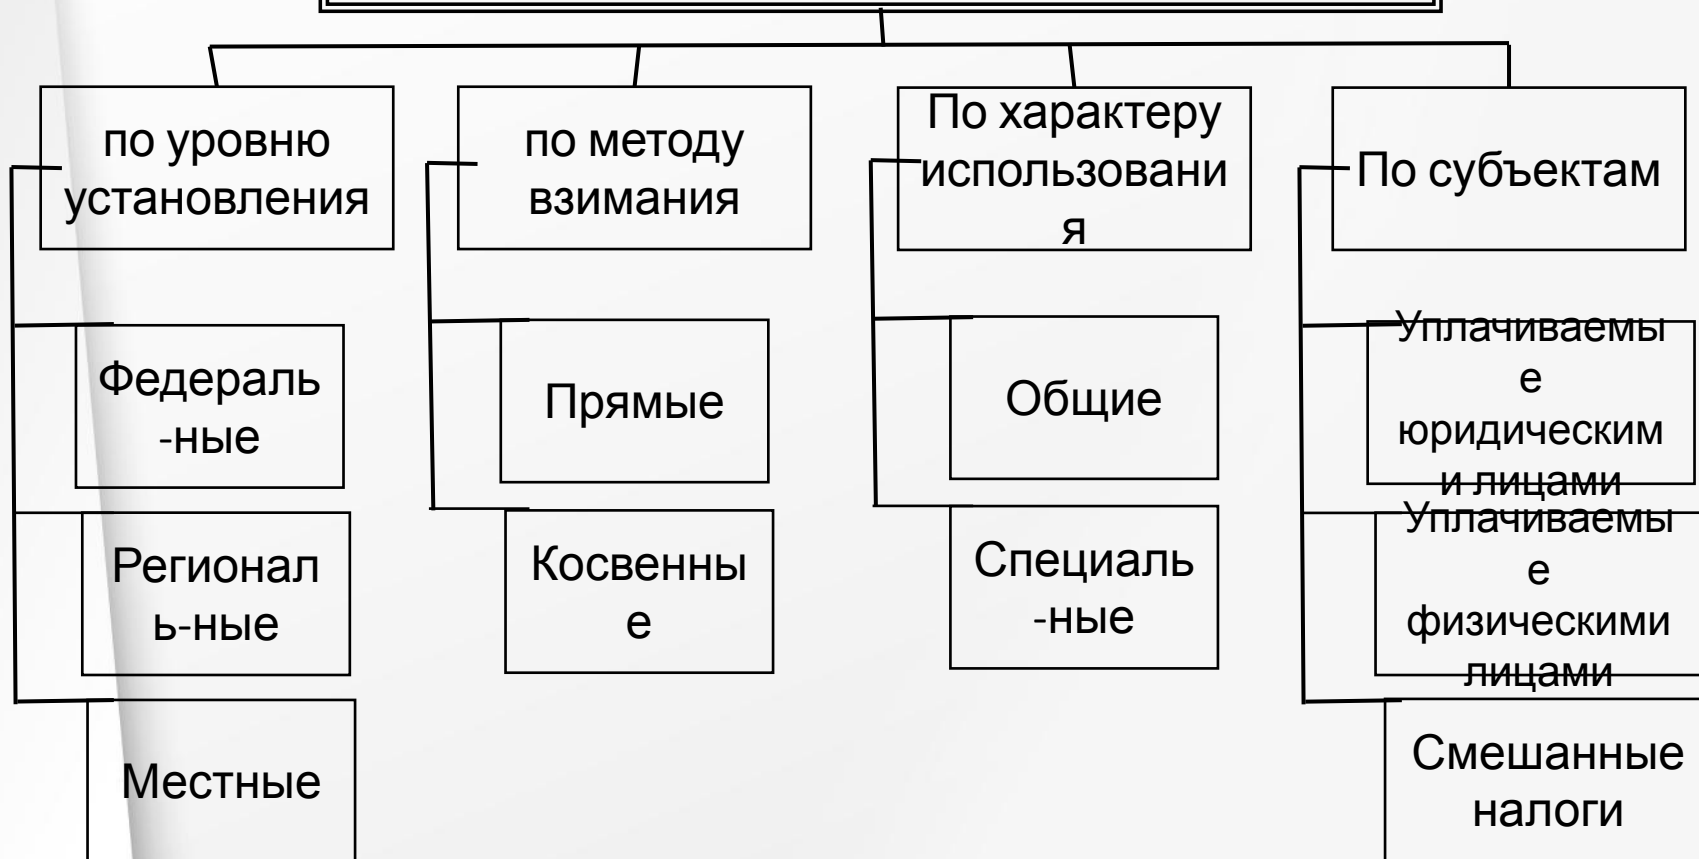 по уровню
установления
по методу
взимания
По характеру
использовани
я
По субъектам
Федераль
-ные
Прямые
Общие
Уплачиваемы
е
юридическим
и лицами
Регионал
ь-ные
Косвенны
е
Специаль
-ные
Уплачиваемы
е
физическими
лицами
Местные
Смешанные
налоги